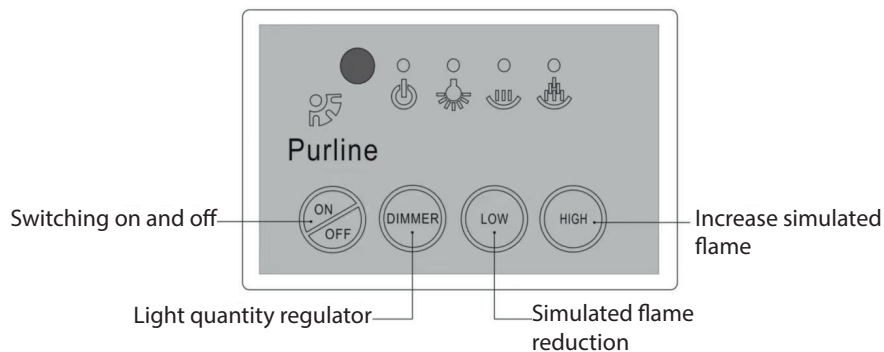 Purline
Switching on and off
ON
OFF
DIMMER
LOW
HIGH
Increase simulated
flame
Light quantity regulator
Simulated flame
reduction